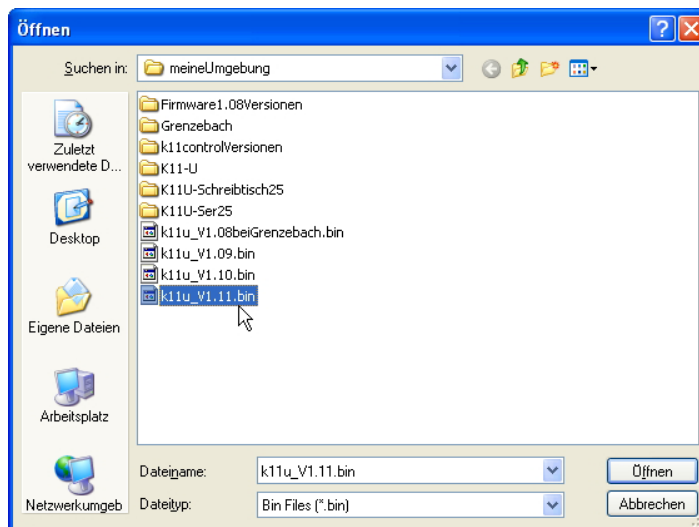 Öffnen
Suchen in:
meineUmgebung
Zuletzt
verwendete D...
Desktop
Eigene Dateien
Arbeitsplatz
Netzwerkumgeb
Firmware1.08Versionen
Grenzebach
k11controlVersionen
K11-U
K11U-Schreibtisch25
K11U-Ser25
k11u_V1.08beiGrenzebach.bin
k11u_V1.09.bin
k11u_V1.10.bin
k11u_V1.11.bin
Dateiname:
k11u_V1.11.bin
Öffnen
Dateityp:
Bin Files (*.bin)
Abbrechen